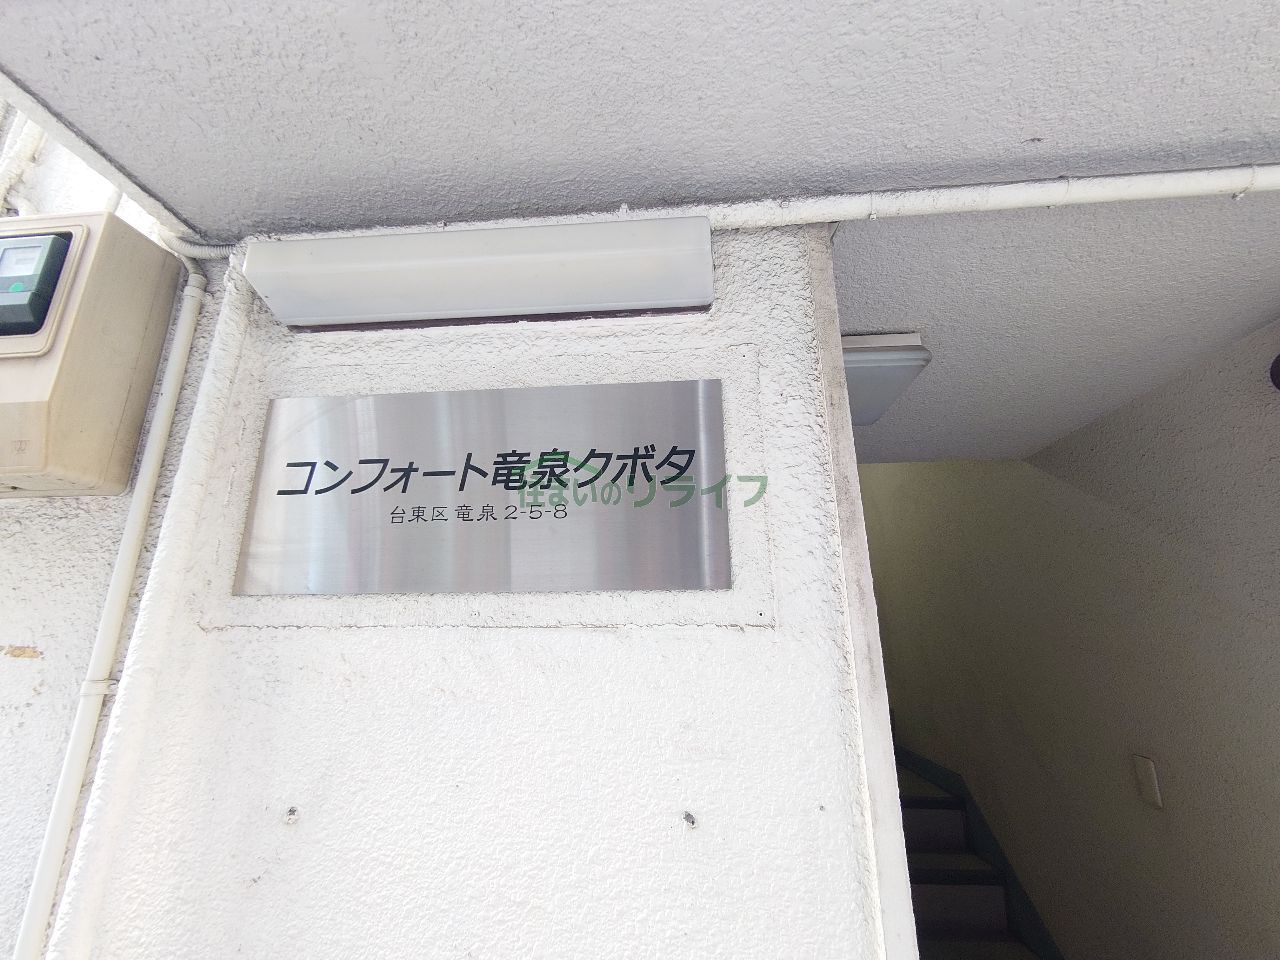 コンフォート竜泉クボタ
台東区竜泉2-5-8
住まいのリライフ